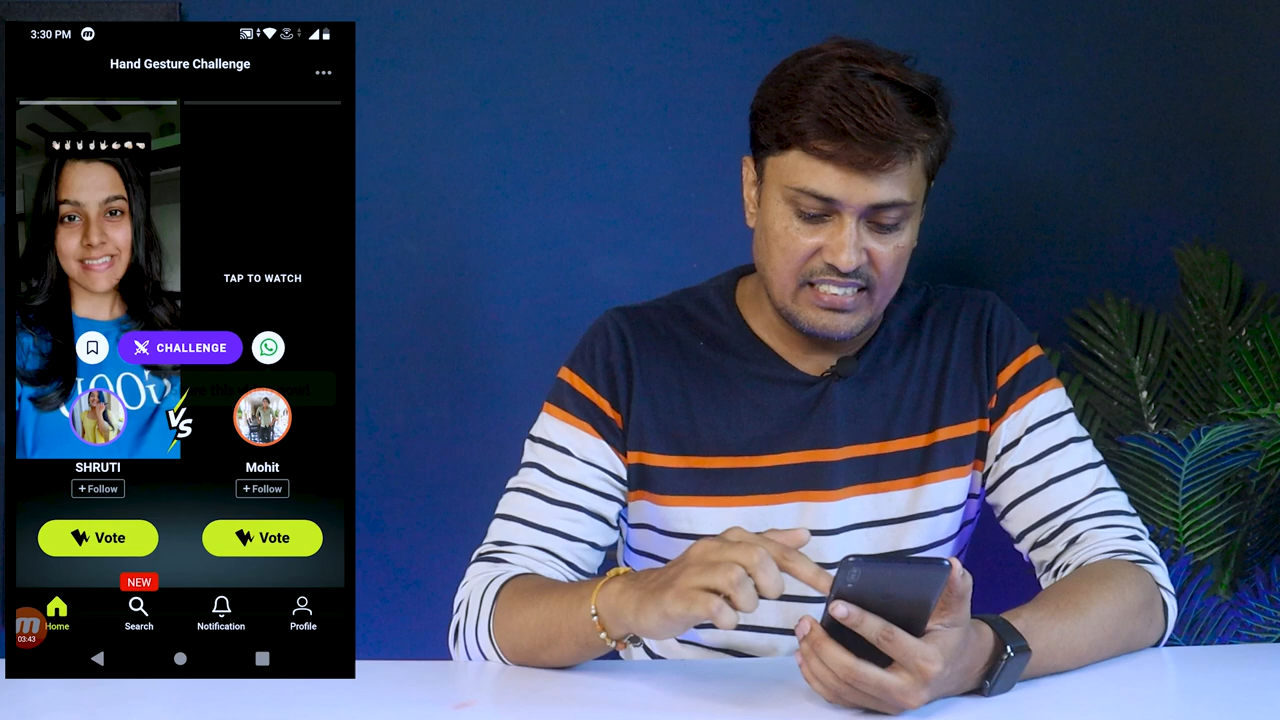 3:30 PM
Hand Gesture Challenge
TAP TO WATCH
CHALLENGE
VS
SHRUTI
Mohit
+ Follow
+ Follow
Vote
Vote
NEW
Home
Search
Notification
Profile
03:43